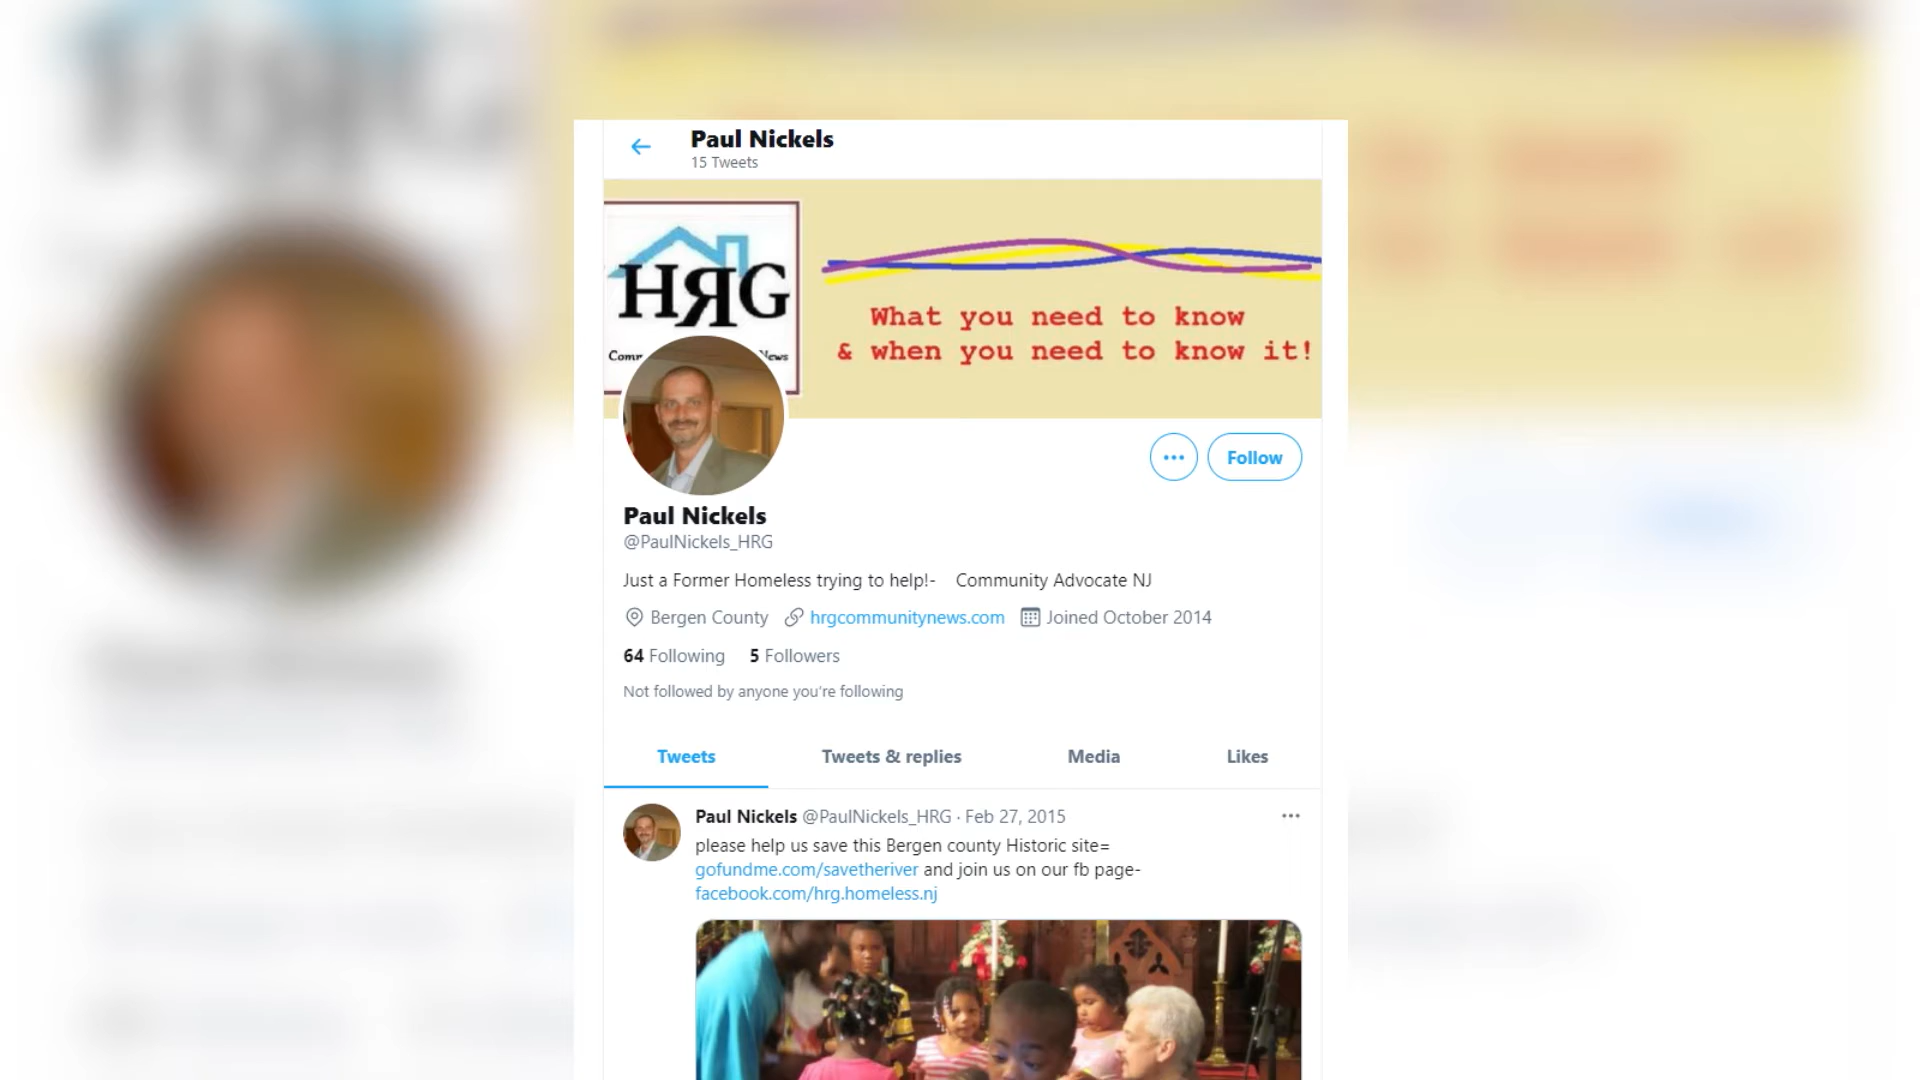 Paul Nickels
15 Tweets
HRG
What you need to know
& when you need to know it!
News
Follow
Paul Nickels
@PaulNickels_HRG
Just a Former Homeless trying to help!- Community Advocate NJ
Bergen County hrgcommunitynews.com Joined October 2014
64 Following 5 Followers
Not followed by anyone you're following
Tweets Tweets & replies Media Likes
Paul Nickels @PaulNickels_HRG · Feb 27, 2015
please help us save this Bergen county Historic site=
gofundme.com/savetheriver and join us on our fb page-
facebook.com/hrg.homeless.nj